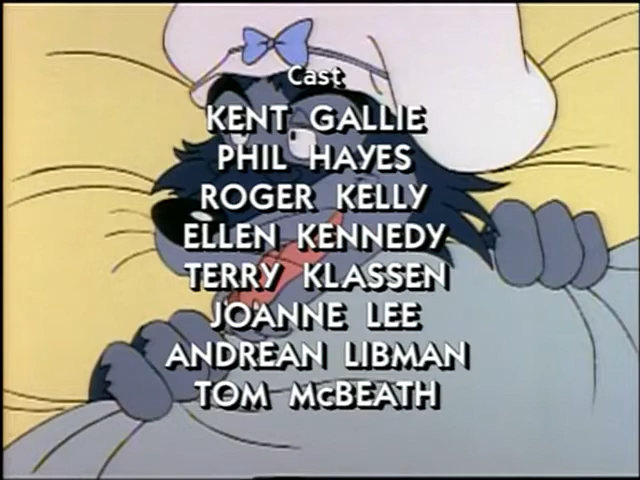 Cast
KENT GALLIE
PHIL HAYES
ROGER KELLY
ELLEN KENNEDY
TERRY KLASSEN
JOANNE LEE
ANDREAN LIBMAN
TOM McBEATH